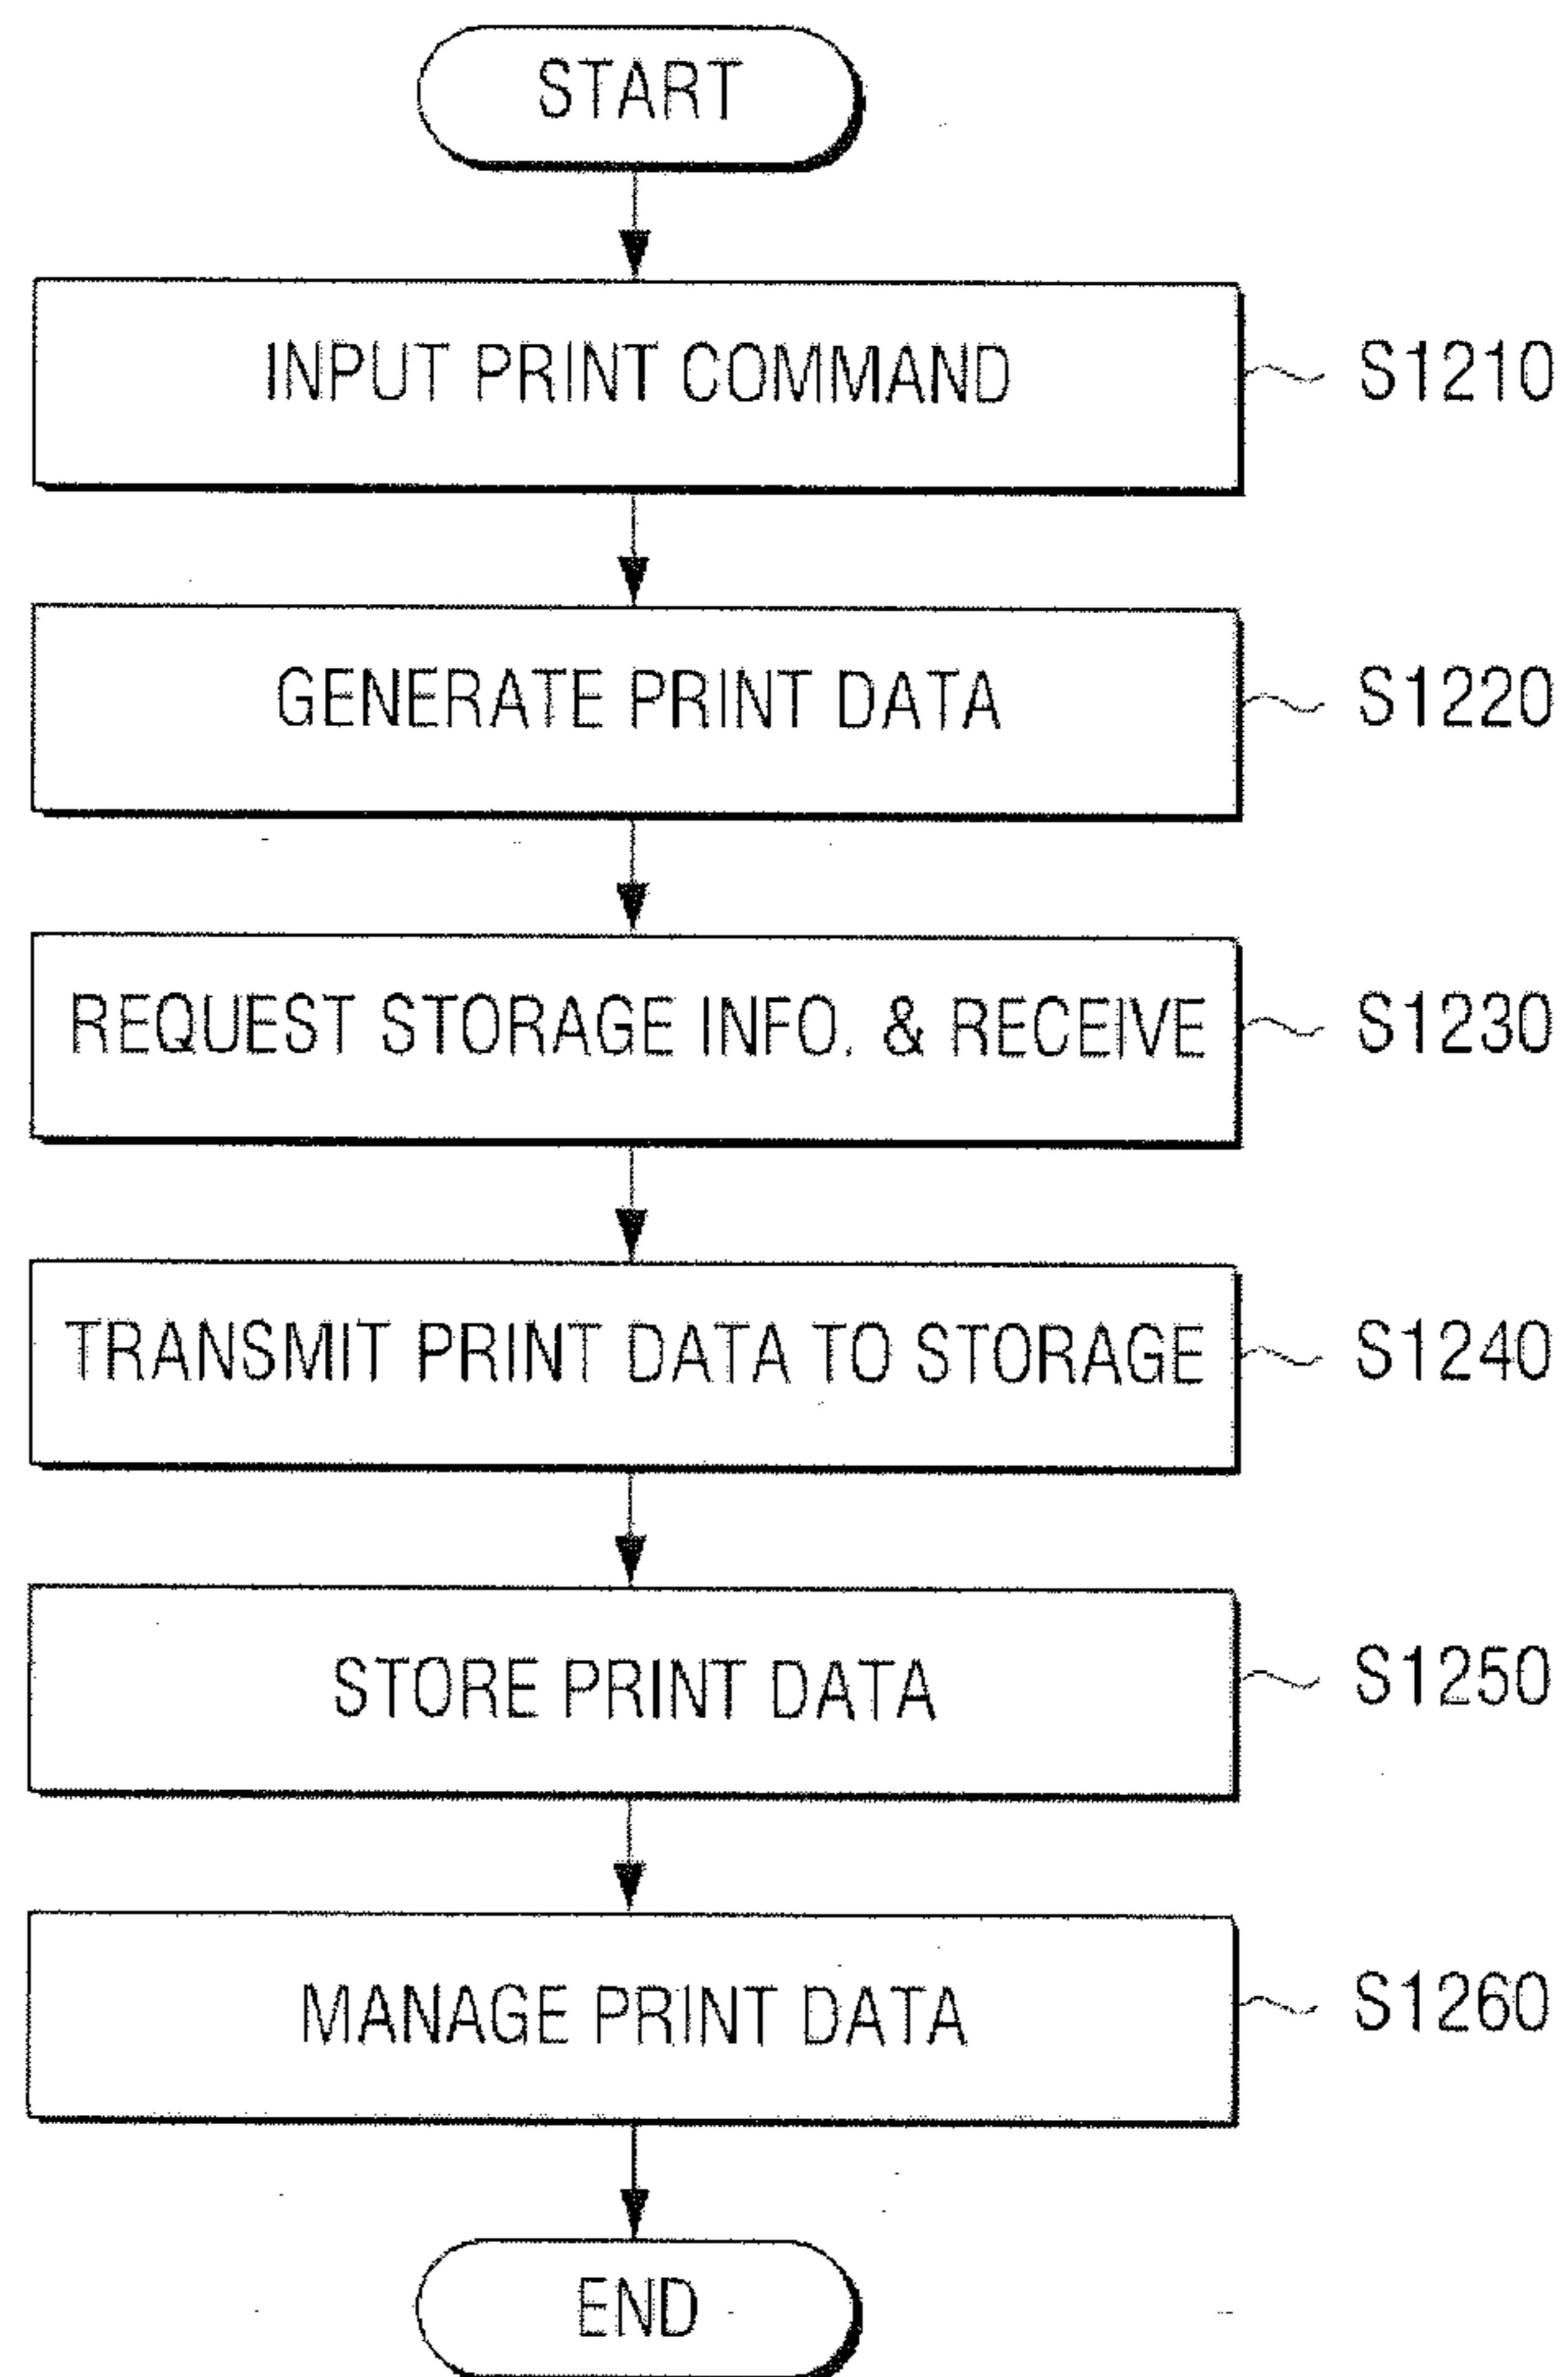 START
INPUT PRINT COMMAND
S1210
GENERATE PRINT DATA
S1220
REQUEST STORAGE INFO. & RECEIVE
S1230
TRANSMIT PRINT DATA TO STORAGE
S1240
STORE PRINT DATA
S1250
MANAGE PRINT DATA
S1260
END